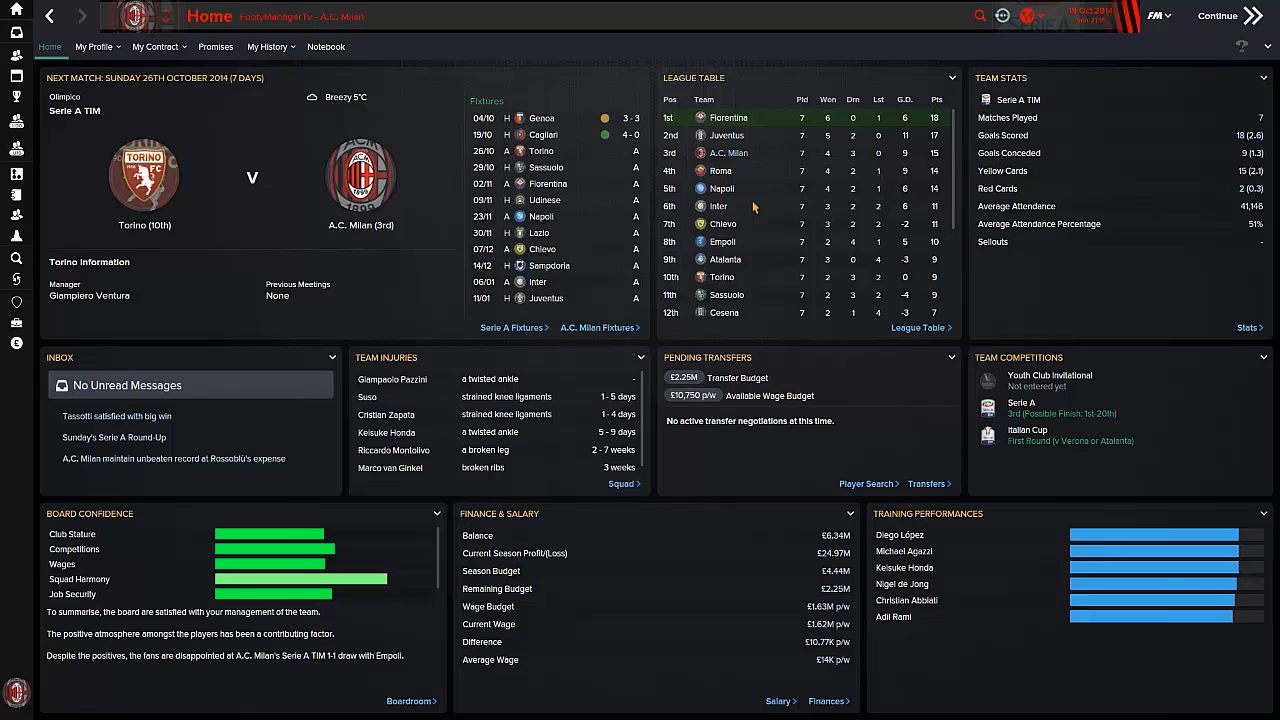 Home FootyManagerTv - A.C. Milan
19 Oct 2014
FM
Continue
Home My Profile My Contract Promises My History Notebook
NEXT MATCH: SUNDAY 26TH OCTOBER 2014 (7 DAYS)
Olimpico
Serie A TIM
Breezy 5°C
V
Torino (10th)
A.C. Milan (3rd)
Torino Information
Manager
Giampiero Ventura
Previous Meetings
None
Fixtures
04/10 H Genoa 3 - 3
19/10 H Cagliari 4 - 0
26/10 A Torino A
29/10 H Sassuolo A
02/11 A Fiorentina A
09/11 H Udinese A
23/11 A Napoli A
30/11 H Lazio A
07/12 A Chievo A
14/12 H Sampdoria A
06/01 A Inter A
11/01 H Juventus A
Serie A Fixtures> A.C. Milan Fixtures>
LEAGUE TABLE
Pos Team Pld Won Drn Lst G.D. Pts
1st Fiorentina 7 6 0 1 6 18
2nd Juventus 7 5 2 0 11 17
3rd A.C. Milan 7 4 3 0 9 15
4th Roma 7 4 2 1 9 14
5th Napoli 7 4 2 1 6 14
6th Inter 7 3 2 2 6 11
7th Chievo 7 3 2 2 -2 11
8th Empoli 7 2 4 1 5 10
9th Atalanta 7 3 0 4 -3 9
10th Torino 7 2 3 2 0 9
11th Sassuolo 7 2 3 2 -4 9
12th Cesena 7 2 1 4 -3 7
League Table>
TEAM STATS
Serie A TIM
Matches Played 7
Goals Scored 18 (2.6)
Goals Conceded 9 (1.3)
Yellow Cards 15 (2.1)
Red Cards 2 (0.3)
Average Attendance 41,146
Average Attendance Percentage 51%
Sellouts -
Stats>
INBOX
No Unread Messages
Tassotti satisfied with big win
Sunday's Serie A Round-Up
A.C. Milan maintain unbeaten record at Rossoblù's expense
TEAM INJURIES
Giampaolo Pazzini a twisted ankle -
Suso strained knee ligaments 1 - 5 days
Cristian Zapata strained knee ligaments 1 - 4 days
Keisuke Honda a twisted ankle 5 - 9 days
Riccardo Montolivo a broken leg 2 - 7 weeks
Marco van Ginkel broken ribs 3 weeks
Squad>
PENDING TRANSFERS
£2.25M Transfer Budget
£10,750 p/w Available Wage Budget
No active transfer negotiations at this time.
Player Search> Transfers>
TEAM COMPETITIONS
Youth Club Invitational
Not entered yet
Serie A
3rd (Possible Finish: 1st-20th)
Italian Cup
First Round (v Verona or Atalanta)
BOARD CONFIDENCE
Club Stature
Competitions
Wages
Squad Harmony
Job Security
To summarise, the board are satisfied with your management of the team.
The positive atmosphere amongst the players has been a contributing factor.
Despite the positives, the fans are disappointed at A.C. Milan's Serie A TIM 1-1 draw with Empoli.
Boardroom>
FINANCE & SALARY
Balance £6.34M
Current Season Profit/(Loss) £24.97M
Season Budget £4.44M
Remaining Budget £2.25M
Wage Budget £1.63M p/w
Current Wage £1.62M p/w
Difference £10.77K p/w
Average Wage £14K p/w
Salary> Finances>
TRAINING PERFORMANCES
Diego López
Michael Agazzi
Keisuke Honda
Nigel de Jong
Christian Abbiati
Adil Rami